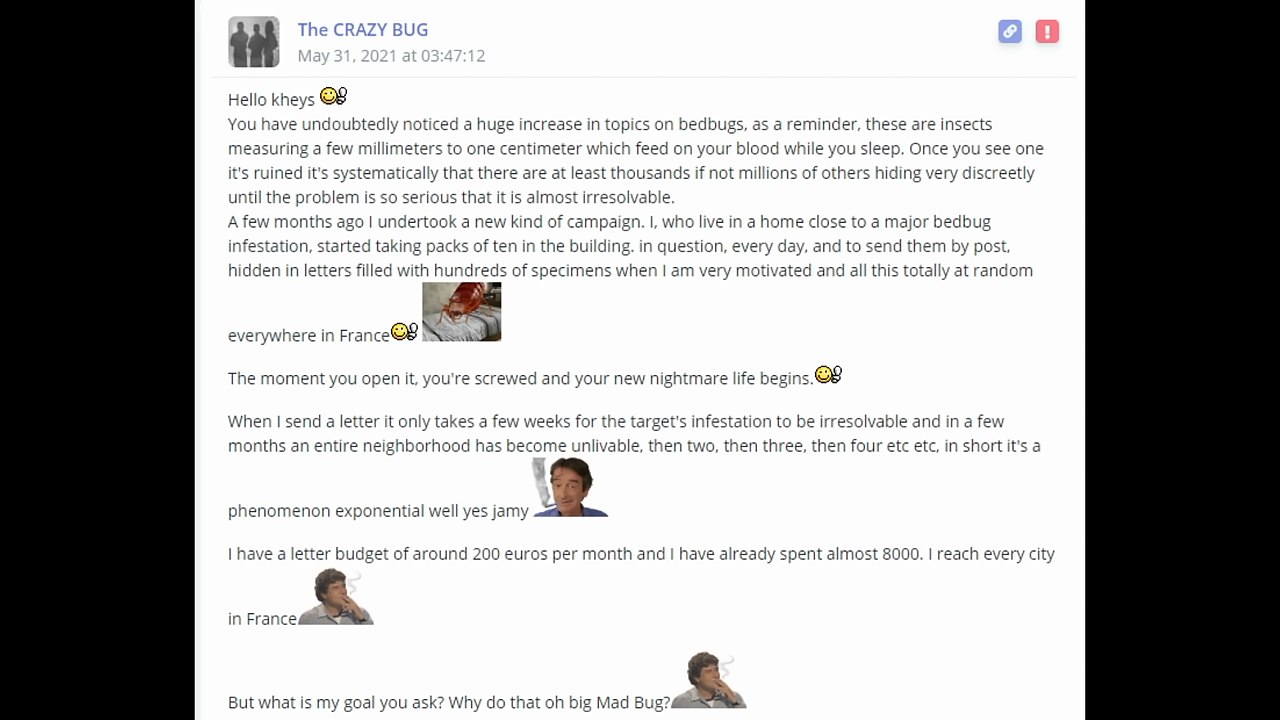 The CRAZY BUG
May 31, 2021 at 03:47:12
Hello kheys
You have undoubtedly noticed a huge increase in topics on bedbugs, as a reminder, these are insects
measuring a few millimeters to one centimeter which feed on your blood while you sleep. Once you see one
it's ruined it's systematically that there are at least thousands if not millions of others hiding very discreetly
until the problem is so serious that it is almost irresolvable.
A few months ago I undertook a new kind of campaign. I, who live in a home close to a major bedbug
infestation, started taking packs of ten in the building. in question, every day, and to send them by post,
hidden in letters filled with hundreds of specimens when I am very motivated and all this totally at random
everywhere in France
The moment you open it, you're screwed and your new nightmare life begins.
When I send a letter it only takes a few weeks for the target's infestation to be irresolvable and in a few
months an entire neighborhood has become unlivable, then two, then three, then four etc etc, in short it's a
phenomenon exponential well yes jamy
I have a letter budget of around 200 euros per month and I have already spent almost 8000. I reach every city
in France
But what is my goal you ask? Why do that oh big Mad Bug?